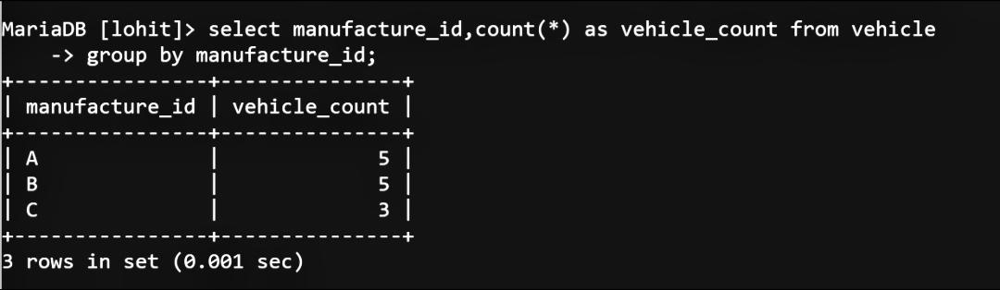 MariaDB [lohit]> select manufacture_id,count(*) as vehicle_count from vehicle
    -> group by manufacture_id;
+----------------+---------------+
| manufacture_id | vehicle_count |
+----------------+---------------+
| A              |             5 |
| B              |             5 |
| C              |             3 |
+----------------+---------------+
3 rows in set (0.001 sec)